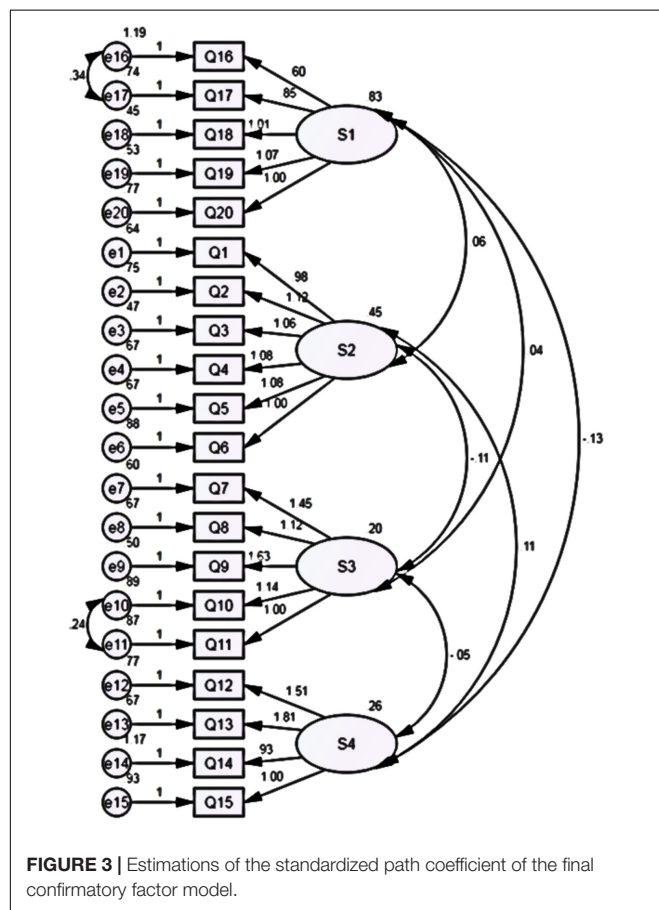 1.19
e16 1 Q16
.34 74
e17 1 Q17
45
e18 1 Q18
53
e19 1 Q19
77
e20 1 Q20
64
e1 1 Q1
75
e2 1 Q2
47
e3 1 Q3
67
e4 1 Q4
67
e5 1 Q5
88
e6 1 Q6
60
e7 1 Q7
67
e8 1 Q8
50
e9 1 Q9
89
e10 1 Q10
.24 87
e11 1 Q11
77
e12 1 Q12
67
e13 1 Q13
1.17
e14 1 Q14
93
e15 1 Q15
60
85
1.01
1.07
1.00
83
S1
98
1.12
1.06
1.08
1.08
1.00
45
S2
1.45
1.12
1.63
1.14
1.00
20
S3
1.51
1.81
93
1.00
26
S4
06
04
-.13
-.11
11
-.05
FIGURE 3 | Estimations of the standardized path coefficient of the final
confirmatory factor model.